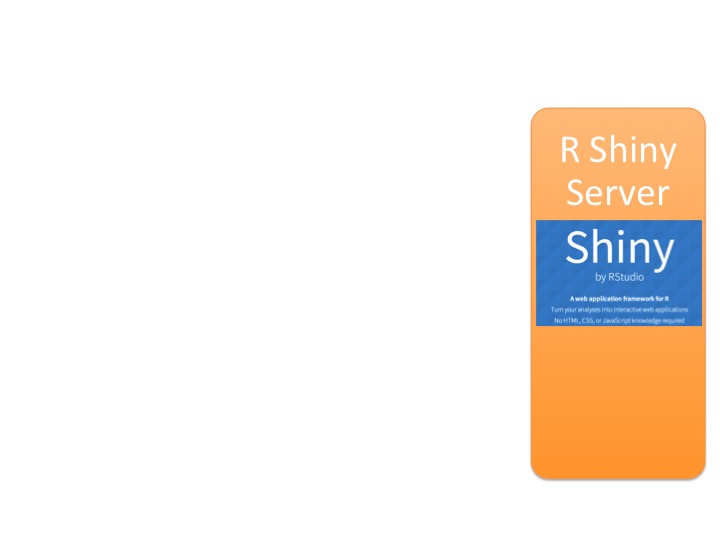 R Shiny
Server
Shiny
by RStudio
A web application framework for R
Turn your analyses into interactive web applications
No HTML, CSS, or JavaScript knowledge required